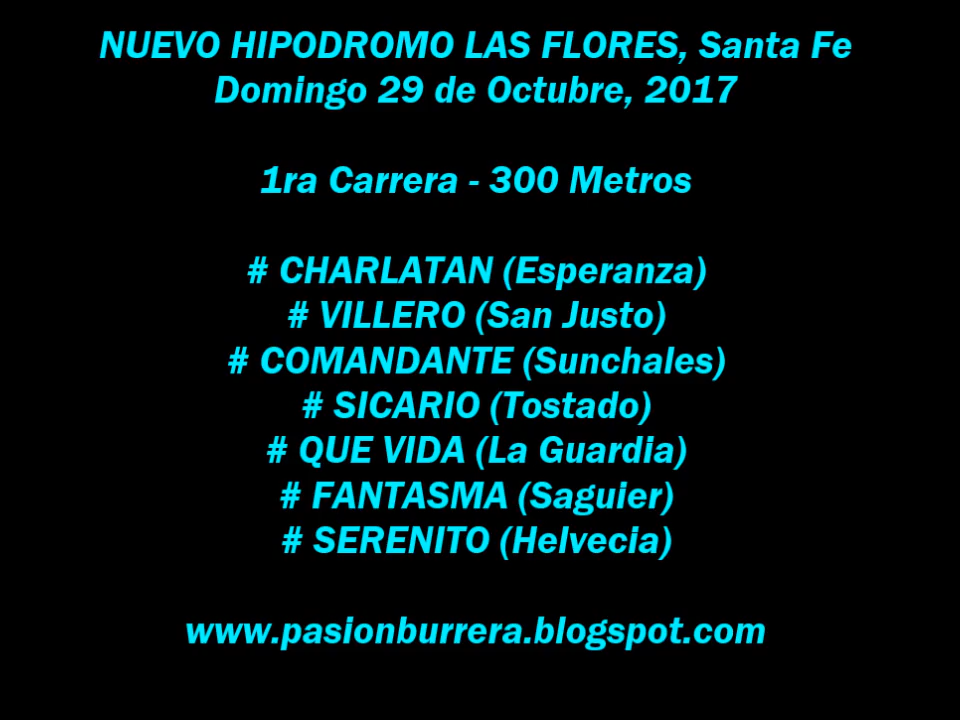 NUEVO HIPODROMO LAS FLORES, Santa Fe
Domingo 29 de Octubre, 2017
1ra Carrera - 300 Metros
# CHARLATAN (Esperanza)
# VILLERO (San Justo)
# COMANDANTE (Sunchales)
# SICARIO (Tostado)
# QUE VIDA (La Guardia)
# FANTASMA (Saguier)
# SERENITO (Helvecia)
www.pasionburrera.blogspot.com